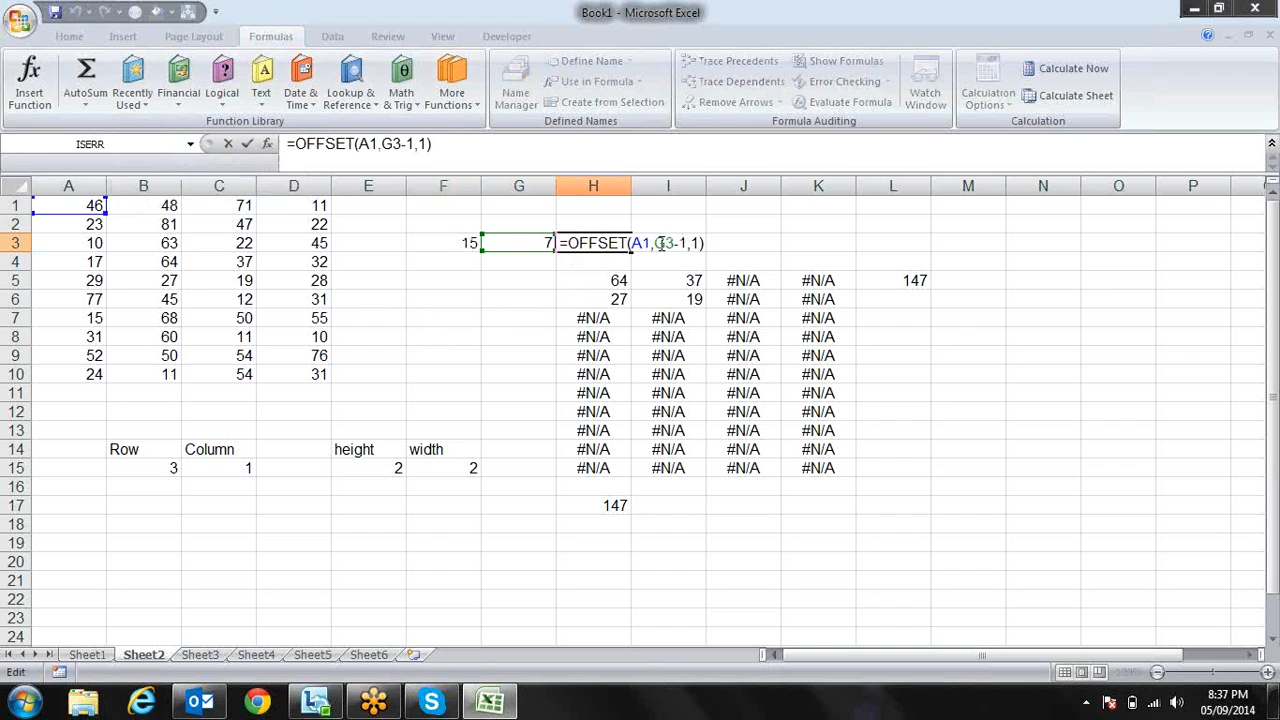 Book1 - Microsoft Excel
Home Insert Page Layout Formulas Data Review View Developer
Insert Function
AutoSum
Recently Used
Financial
Logical
Text
Date & Time
Lookup & Reference
Math & Trig
More Functions
Function Library
Name Manager
Define Name
Use in Formula
Create from Selection
Defined Names
Trace Precedents
Trace Dependents
Remove Arrows
Show Formulas
Error Checking
Evaluate Formula
Formula Auditing
Watch Window
Calculation Options
Calculate Now
Calculate Sheet
Calculation
ISERR =OFFSET(A1,G3-1,1)
A B C D E F G H I J K L M N O P
1 46 48 71 11
2 23 81 47 22
3 10 63 22 45 15 7 =OFFSET(A1,G3-1,1)
4 17 64 37 32
5 29 27 19 28 64 37 #N/A #N/A 147
6 77 45 12 31 27 19 #N/A #N/A
7 15 68 50 55 #N/A #N/A #N/A #N/A
8 31 60 11 10 #N/A #N/A #N/A #N/A
9 52 50 54 76 #N/A #N/A #N/A #N/A
10 24 11 54 31 #N/A #N/A #N/A #N/A
11 #N/A #N/A #N/A #N/A
12 #N/A #N/A #N/A #N/A
13 #N/A #N/A #N/A #N/A
14 Row Column height width #N/A #N/A #N/A #N/A
15 3 1 2 2 #N/A #N/A #N/A #N/A
16
17 147
18
19
20
21
22
23
24
Sheet1 Sheet2 Sheet3 Sheet4 Sheet5 Sheet6
Edit
8:37 PM
05/09/2014